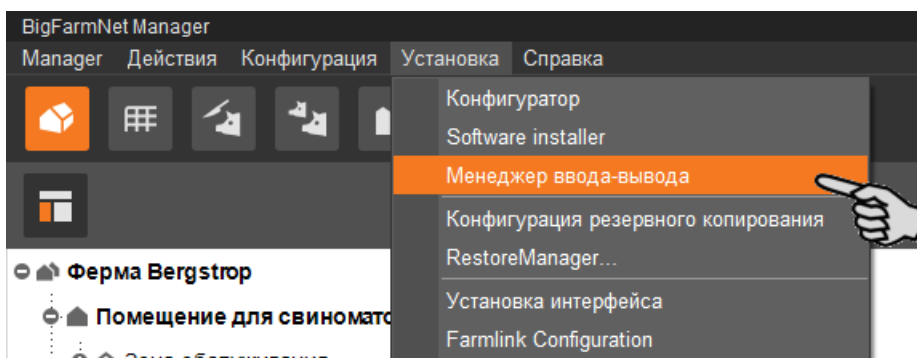 BigFarmNet Manager
Manager Действия Конфигурация Установка Справка
Конфигуратор
Software installer
Менеджер ввода-вывода
Конфигурация резервного копирования
RestoreManager...
Установка интерфейса
Farmlink Configuration
Ферма Bergstrop
Помещение для свиномато